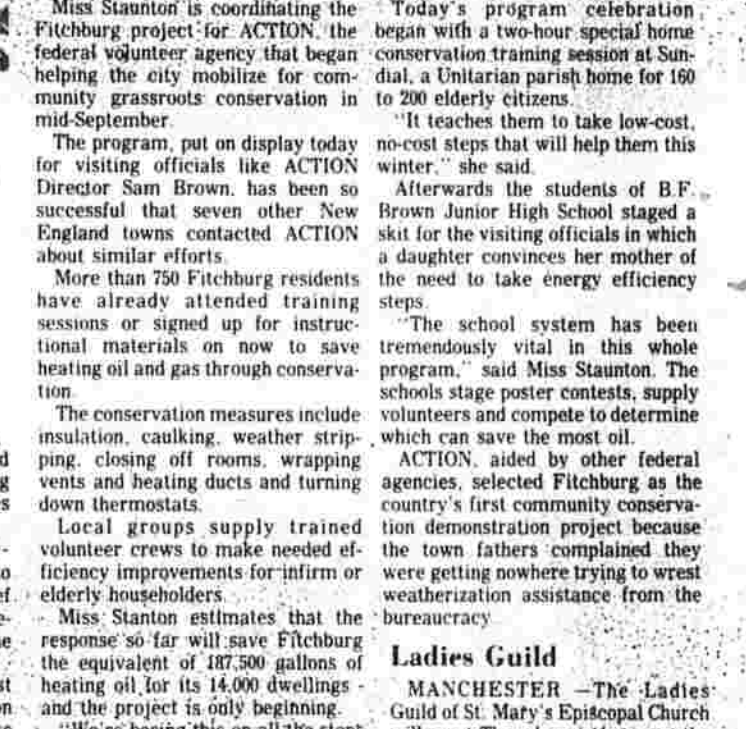 Miss Staunton is coordinating the
Fitchburg project for ACTION, the
federal volunteer agency that began
helping the city mobilize for com-
munity grassroots conservation in
mid-September.
The program, put on display today
for visiting officials like ACTION
Director Sam Brown, has been so
successful that seven other New
England towns contacted ACTION
about similar efforts.
More than 750 Fitchburg residents
have already attended training
sessions or signed up for instruc-
tional materials on now to save
heating oil and gas through conserva-
tion.
The conservation measures include
insulation, caulking, weather strip-
ping, closing off rooms, wrapping
vents and heating ducts and turning
down thermostats.
Local groups supply trained
volunteer crews to make needed ef-
ficiency improvements for infirm or
elderly householders.
Miss Stanton estimates that the
response so far will save Fitchburg
the equivalent of 187,500 gallons of
heating oil for its 14,000 dwellings -
and the project is only beginning.
Today's program celebration
began with a two-hour special home
conservation training session at Sun-
dial, a Unitarian parish home for 160
to 200 elderly citizens.
"It teaches them to take low-cost,
no-cost steps that will help them this
winter," she said.
Afterwards the students of B.F.
Brown Junior High School staged a
skit for the visiting officials in which
a daughter convinces her mother of
the need to take energy efficiency
steps.
"The school system has been
tremendously vital in this whole
program," said Miss Staunton. The
schools stage poster contests, supply
volunteers and compete to determine
which can save the most oil.
ACTION, aided by other federal
agencies, selected Fitchburg as the
country's first community conserva-
tion demonstration project because
the town fathers complained they
were getting nowhere trying to wrest
weatherization assistance from the
bureaucracy
Ladies Guild
MANCHESTER —The Ladies
Guild of St. Mary's Episcopal Church